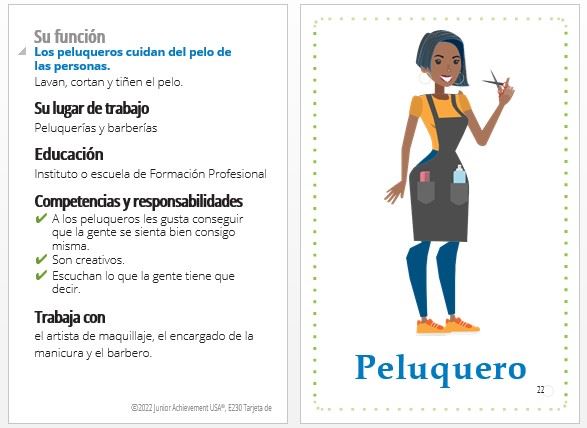 Su función
Los peluqueros cuidan del pelo de
las personas.
Lavan, cortan y tiñen el pelo.
Su lugar de trabajo
Peluquerías y barberías
Educación
Instituto o escuela de Formación Profesional
Competencias y responsabilidades
✔ A los peluqueros les gusta conseguir
que la gente se sienta bien consigo
misma.
✔ Son creativos.
✔ Escuchan lo que la gente tiene que
decir.
Trabaja con
el artista de maquillaje, el encargado de la
manicura y el barbero.
©2022 Junior Achievement USA®, E230 Tarjeta de
Peluquero
22